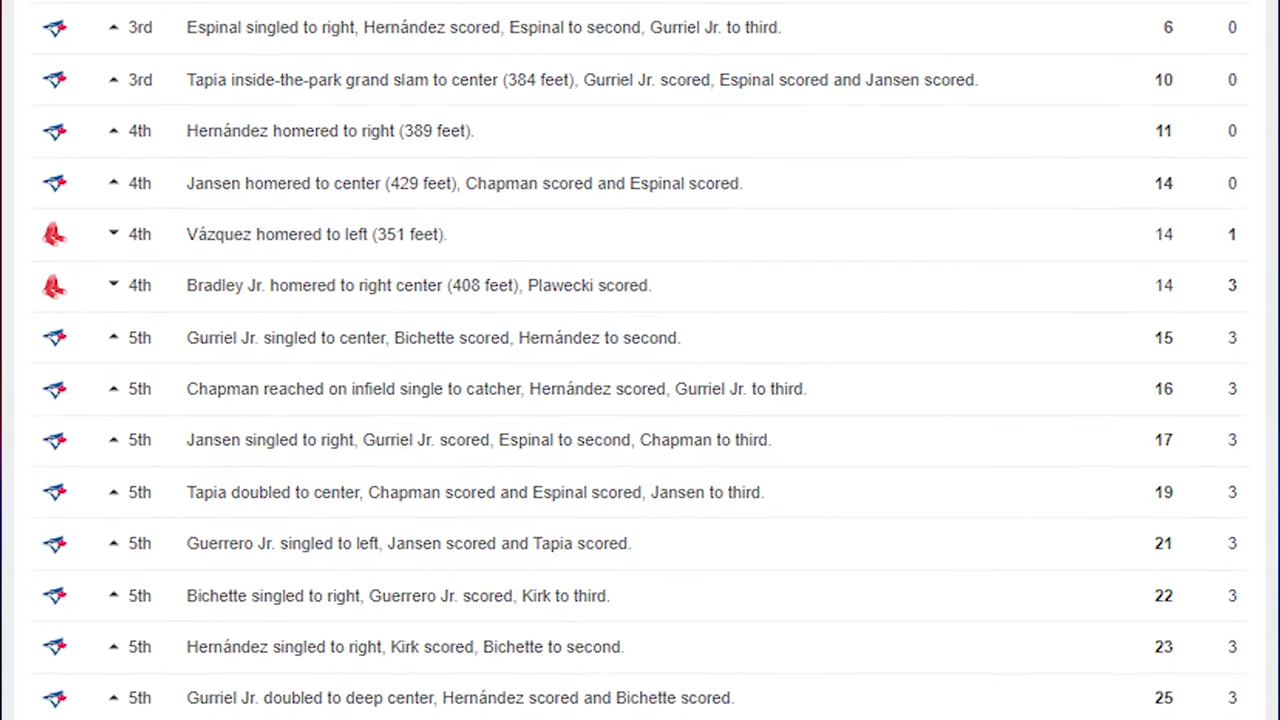 3rd Espinal singled to right, Hernández scored, Espinal to second, Gurriel Jr. to third. 6 0
3rd Tapia inside-the-park grand slam to center (384 feet), Gurriel Jr. scored, Espinal scored and Jansen scored. 10 0
4th Hernández homered to right (389 feet). 11 0
4th Jansen homered to center (429 feet), Chapman scored and Espinal scored. 14 0
4th Vázquez homered to left (351 feet). 14 1
4th Bradley Jr. homered to right center (408 feet), Plawecki scored. 14 3
5th Gurriel Jr. singled to center, Bichette scored, Hernández to second. 15 3
5th Chapman reached on infield single to catcher, Hernández scored, Gurriel Jr. to third. 16 3
5th Jansen singled to right, Gurriel Jr. scored, Espinal to second, Chapman to third. 17 3
5th Tapia doubled to center, Chapman scored and Espinal scored, Jansen to third. 19 3
5th Guerrero Jr. singled to left, Jansen scored and Tapia scored. 21 3
5th Bichette singled to right, Guerrero Jr. scored, Kirk to third. 22 3
5th Hernández singled to right, Kirk scored, Bichette to second. 23 3
5th Gurriel Jr. doubled to deep center, Hernández scored and Bichette scored. 25 3